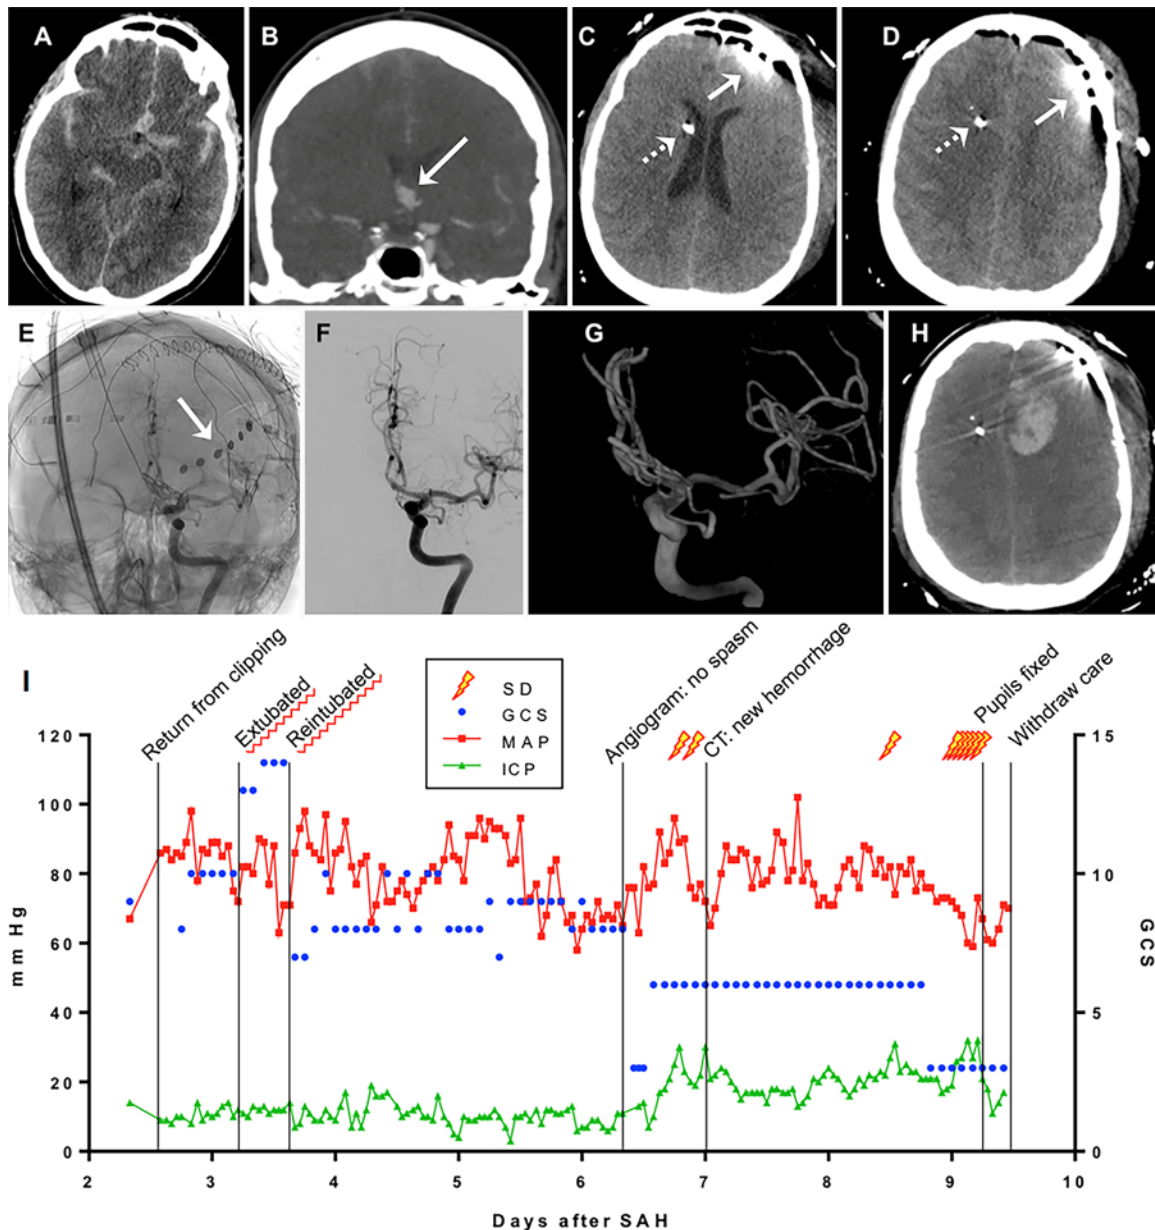 A
B
C
D
E
F
G
H
I
Return from clipping
Extubated
Reintubated
Angiogram: no spasm
CT: new hemorrhage
Pupils fixed
Withdraw care
SD
GCS
MAP
ICP
120
100
80
60
40
20
0
mm Hg
15
10
5
0
GCS
2 3 4 5 6 7 8 9 10
Days after SAH